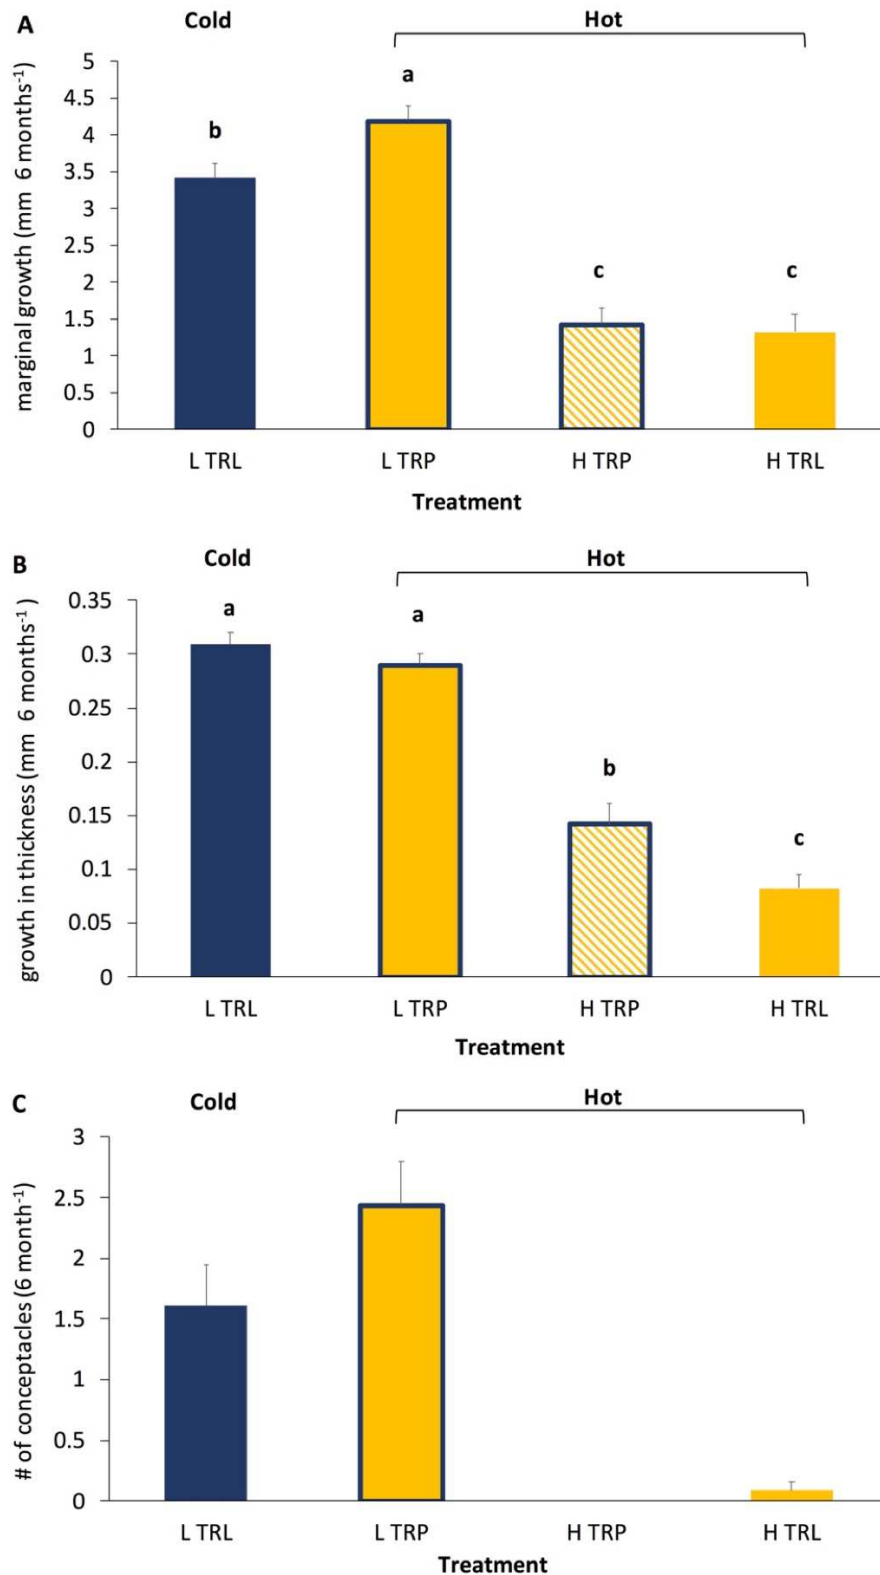 A
Cold
Hot
marginal growth (mm 6 months⁻¹)
5
4.5
4
3.5
3
2.5
2
1.5
1
0.5
0
b
a
c
c
L TRL
L TRP
H TRP
H TRL
Treatment
B
Cold
Hot
growth in thickness (mm 6 months⁻¹)
0.35
0.3
0.25
0.2
0.15
0.1
0.05
0
a
a
b
c
L TRL
L TRP
H TRP
H TRL
Treatment
C
Cold
Hot
# of conceptacles (6 month⁻¹)
3
2.5
2
1.5
1
0.5
0
L TRL
L TRP
H TRP
H TRL
Treatment